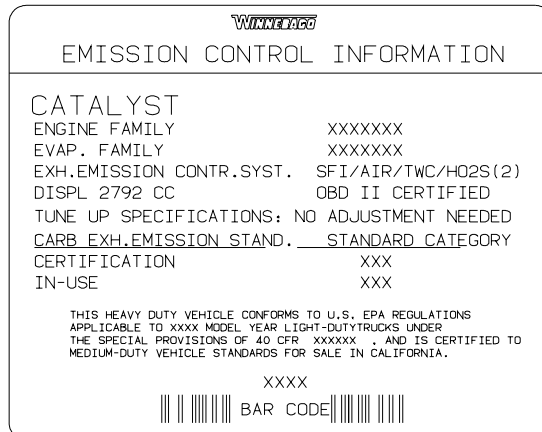 WINNEBAGO
EMISSION CONTROL INFORMATION
CATALYST
ENGINE FAMILY XXXXXXX
EVAP. FAMILY XXXXXXX
EXH.EMISSION CONTR.SYST. SFI/AIR/TWC/HO2S(2)
DISPL 2792 CC OBD II CERTIFIED
TUNE UP SPECIFICATIONS: NO ADJUSTMENT NEEDED
CARB EXH.EMISSION STAND. STANDARD CATEGORY
CERTIFICATION XXX
IN-USE XXX
THIS HEAVY DUTY VEHICLE CONFORMS TO U.S. EPA REGULATIONS
APPLICABLE TO XXXX MODEL YEAR LIGHT-DUTYTRUCKS UNDER
THE SPECIAL PROVISIONS OF 40 CFR XXXXXX , AND IS CERTIFIED TO
MEDIUM-DUTY VEHICLE STANDARDS FOR SALE IN CALIFORNIA.
XXXX
BAR CODE